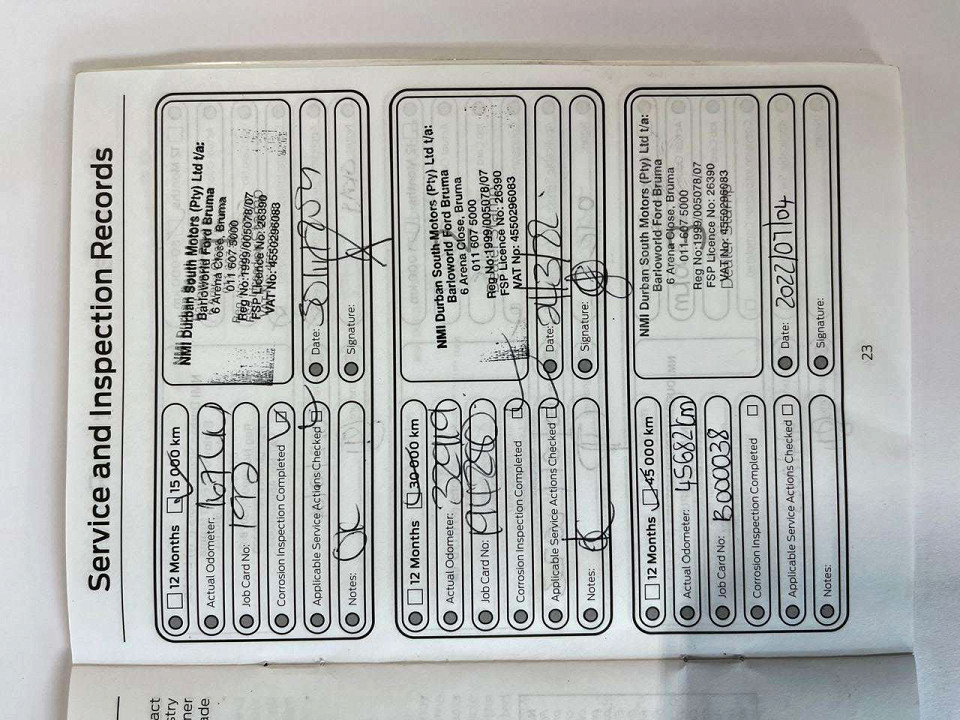 Service and Inspection Records
12 Months 15 000 km
Actual Odometer:
Job Card No:
Corrosion Inspection Completed
Applicable Service Actions Checked
Notes: OK
NMI Durban South Motors (Pty) Ltd t/a:
Barloworld Ford Bruma
6 Arena Close, Bruma
011 607 5000
Reg No:1999/005078/07
FSP Licence No: 26390
VAT No: 4550296083
Date:
Signature:
12 Months 30 000 km
Actual Odometer:
Job Card No:
Corrosion Inspection Completed
Applicable Service Actions Checked
Notes: OK
NMI Durban South Motors (Pty) Ltd t/a:
Barloworld Ford Bruma
6 Arena Close, Bruma
011 607 5000
Reg No:1999/005078/07
FSP Licence No: 26390
VAT No: 4550296083
Date:
Signature:
12 Months 45 000 km
Actual Odometer: 45682km
Job Card No: B000038
Corrosion Inspection Completed
Applicable Service Actions Checked
Notes:
NMI Durban South Motors (Pty) Ltd t/a:
Barloworld Ford Bruma
6 Arena Close, Bruma
011 607 5000
Reg No:1999/005078/07
FSP Licence No: 26390
VAT No: 4550296083
Dealer Stamp
Date: 2022/07/04
Signature:
23
act
stry
ner
ade